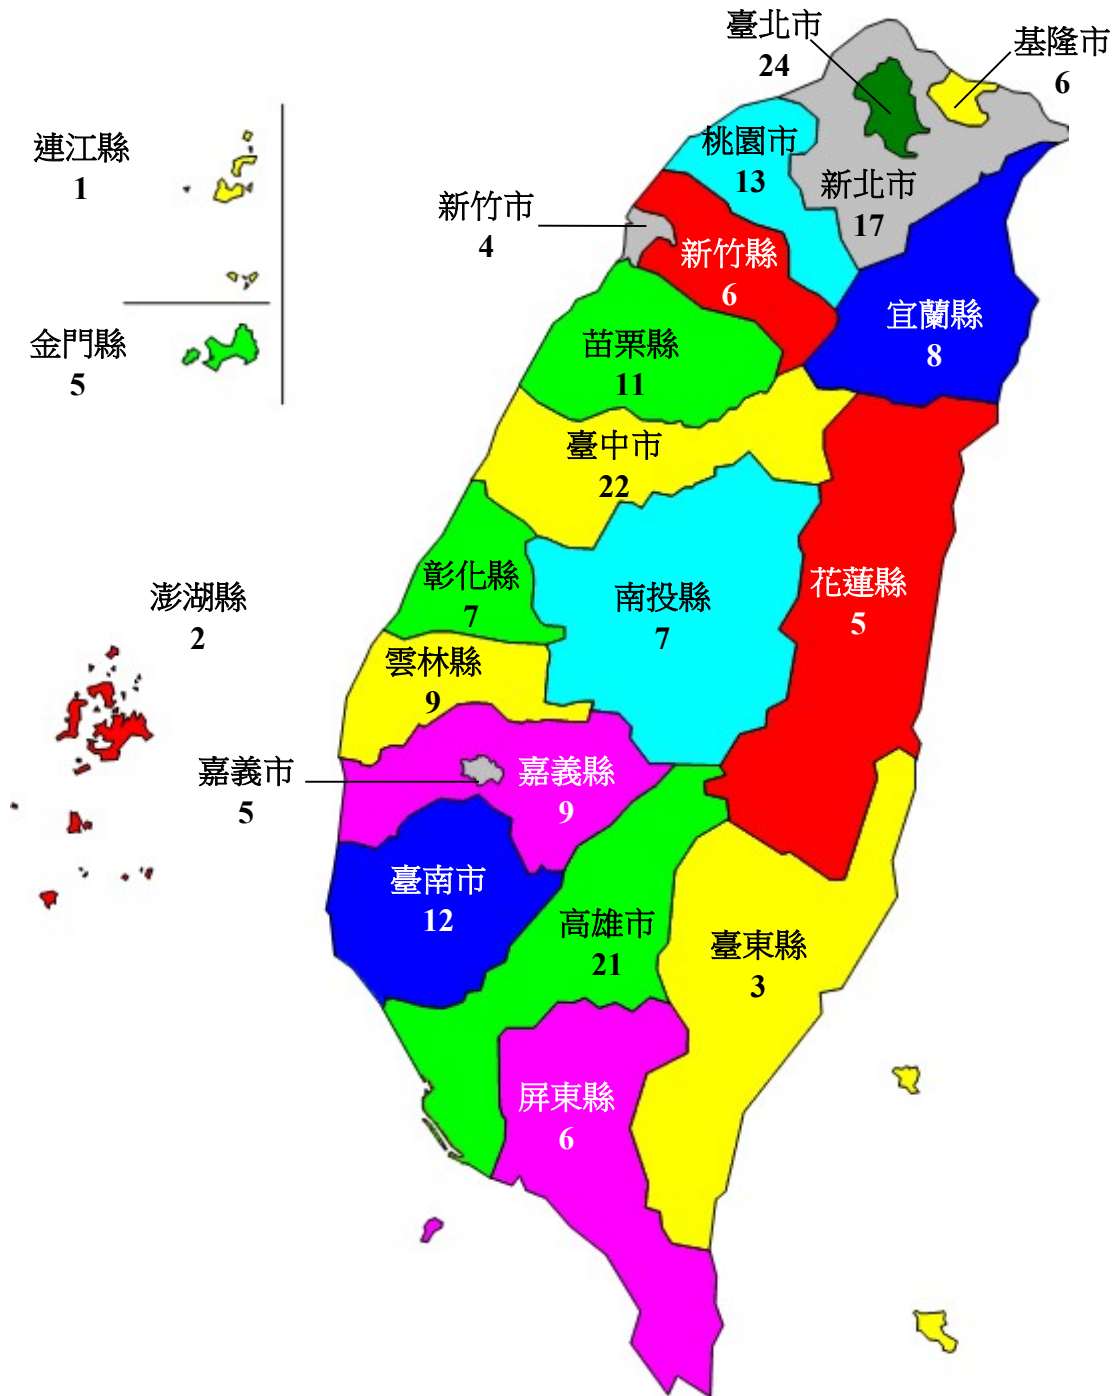 臺北市
24
基隆市
6
連江縣
1
桃園市
13
新北市
17
新竹市
4
新竹縣
6
宜蘭縣
8
金門縣
5
苗栗縣
11
臺中市
22
彰化縣
7
南投縣
7
花蓮縣
5
澎湖縣
2
雲林縣
9
嘉義市
5
嘉義縣
9
臺南市
12
高雄市
21
臺東縣
3
屏東縣
6